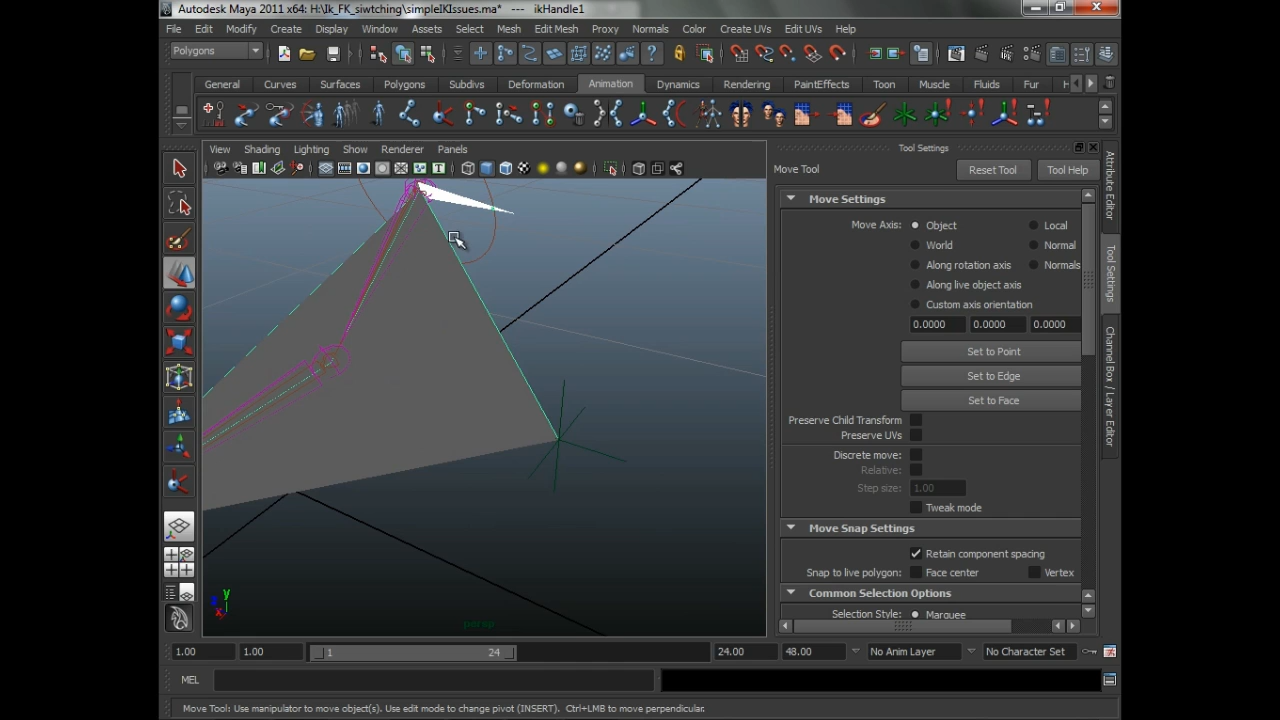 Autodesk Maya 2011 x64: H:\Ik_FK_siwtching\simpleIKIssues.ma* --- ikHandle1
File Edit Modify Create Display Window Assets Select Mesh Edit Mesh Proxy Normals Color Create UVs Edit UVs Help
Polygons
General Curves Surfaces Polygons Subdivs Deformation Animation Dynamics Rendering PaintEffects Toon Muscle Fluids Fur
View Shading Lighting Show Renderer Panels
Tool Settings
Move Tool Reset Tool Tool Help
Move Settings
Move Axis: Object Local
World Normal
Along rotation axis Normals
Along live object axis
Custom axis orientation
0.0000 0.0000 0.0000
Set to Point
Set to Edge
Set to Face
Preserve Child Transform
Preserve UVs
Discrete move:
Relative:
Step size: 1.00
Tweak mode
Move Snap Settings
Retain component spacing
Snap to live polygon: Face center Vertex
Common Selection Options
Selection Style: Marquee
Attribute Editor
Tool Settings
Channel Box / Layer Editor
y
x
persp
1.00 1.00 1 24 24.00 48.00 No Anim Layer No Character Set
MEL
Move Tool: Use manipulator to move object(s). Use edit mode to change pivot (INSERT). Ctrl+LMB to move perpendicular.